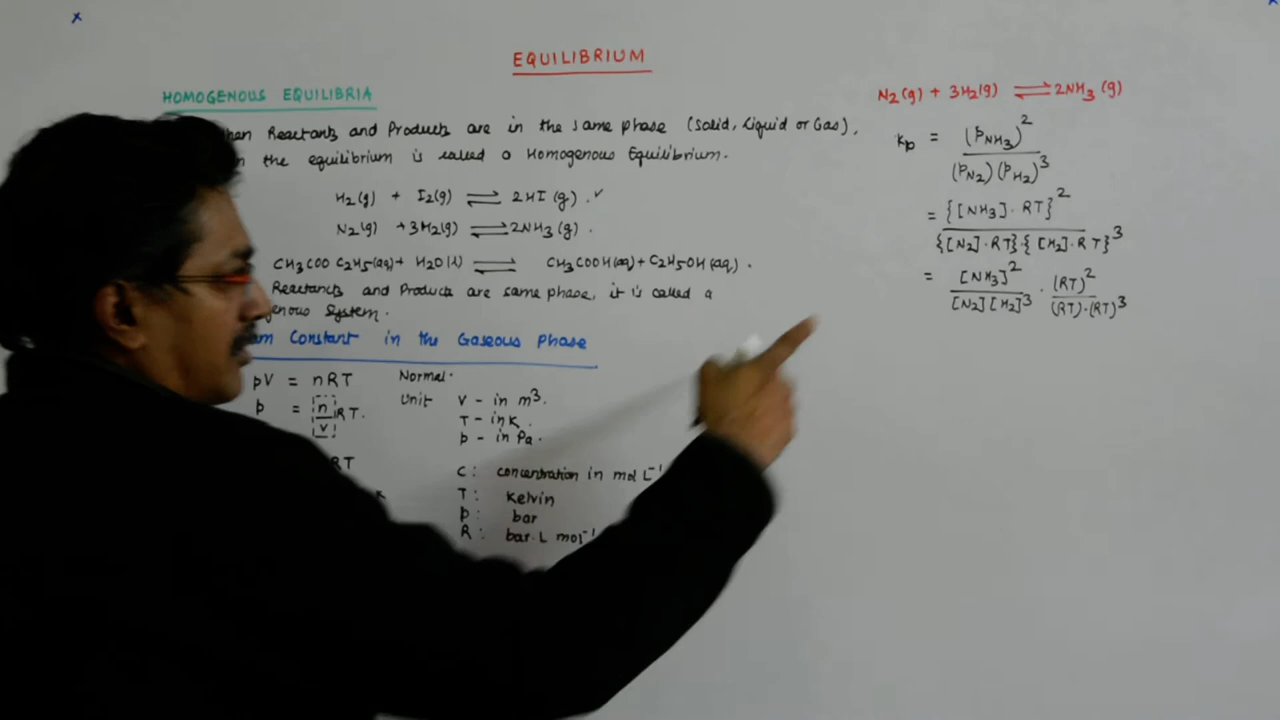 EQUILIBRIUM
HOMOGENOUS EQUILIBRIA
Reactants and Products are in the same phase (Solid, Liquid or Gas),
the equilibrium is called a Homogenous Equilibrium.
H₂(g) + I₂(g) ⇌ 2HI(g). ✓
N₂(g) + 3H₂(g) ⇌ 2NH₃(g).
CH₃COO C₂H₅(aq) + H₂O(l) ⇌ CH₃COOH(aq) + C₂H₅OH(aq).
Reactants and Products are same phase, it is called a
System.
Constant in the Gaseous Phase
pV = nRT Normal.
p = n/V RT. Unit V - in m³.
T - in K.
p - in Pa.
RT
C: concentration in mol L⁻¹
T: Kelvin
p: bar
R: bar. L mol⁻¹
N₂(g) + 3H₂(g) ⇌ 2NH₃(g)
Kp = (pNH₃)² / (pN₂)(pH₂)³
= {[NH₃]. RT}² / {[N₂]. RT}.{[H₂]. RT}³
= [NH₃]² / [N₂][H₂]³ . (RT)² / (RT).(RT)³